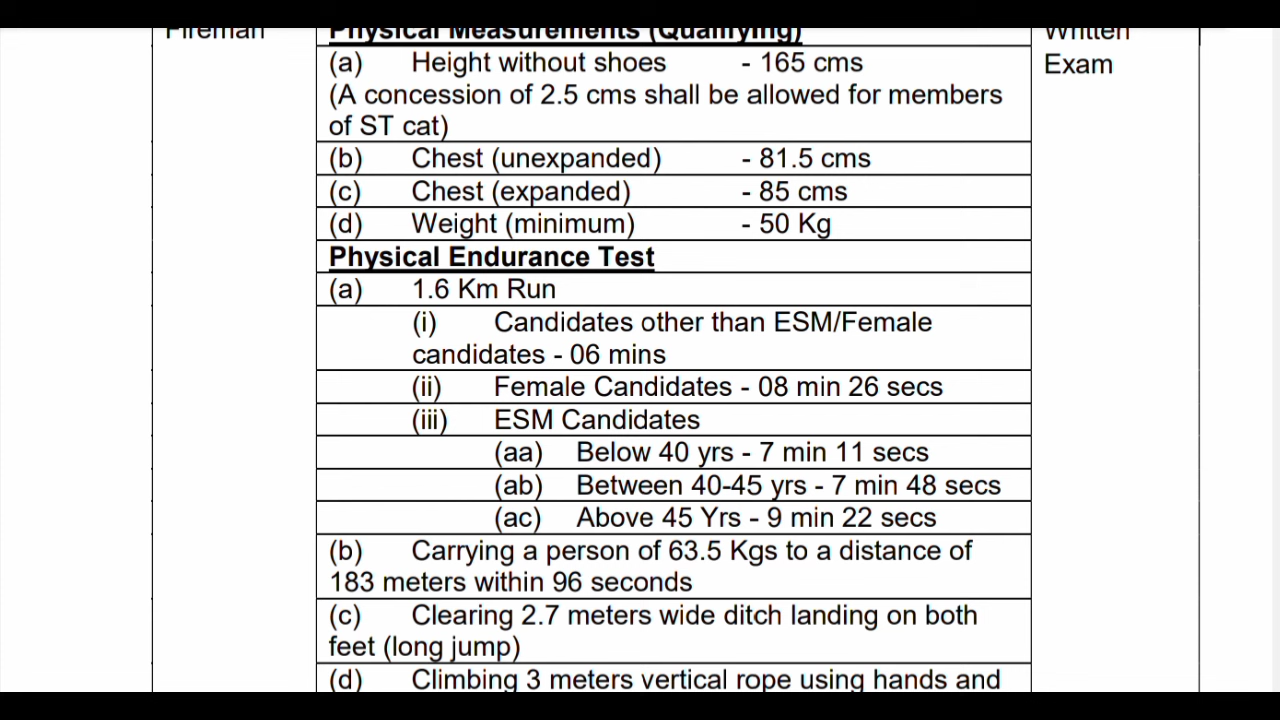 Fireman
Physical Measurements (Qualifying)
Written
Exam
(a) Height without shoes - 165 cms
(A concession of 2.5 cms shall be allowed for members
of ST cat)
(b) Chest (unexpanded) - 81.5 cms
(c) Chest (expanded) - 85 cms
(d) Weight (minimum) - 50 Kg
Physical Endurance Test
(a) 1.6 Km Run
(i) Candidates other than ESM/Female
candidates - 06 mins
(ii) Female Candidates - 08 min 26 secs
(iii) ESM Candidates
(aa) Below 40 yrs - 7 min 11 secs
(ab) Between 40-45 yrs - 7 min 48 secs
(ac) Above 45 Yrs - 9 min 22 secs
(b) Carrying a person of 63.5 Kgs to a distance of
183 meters within 96 seconds
(c) Clearing 2.7 meters wide ditch landing on both
feet (long jump)
(d) Climbing 3 meters vertical rope using hands and